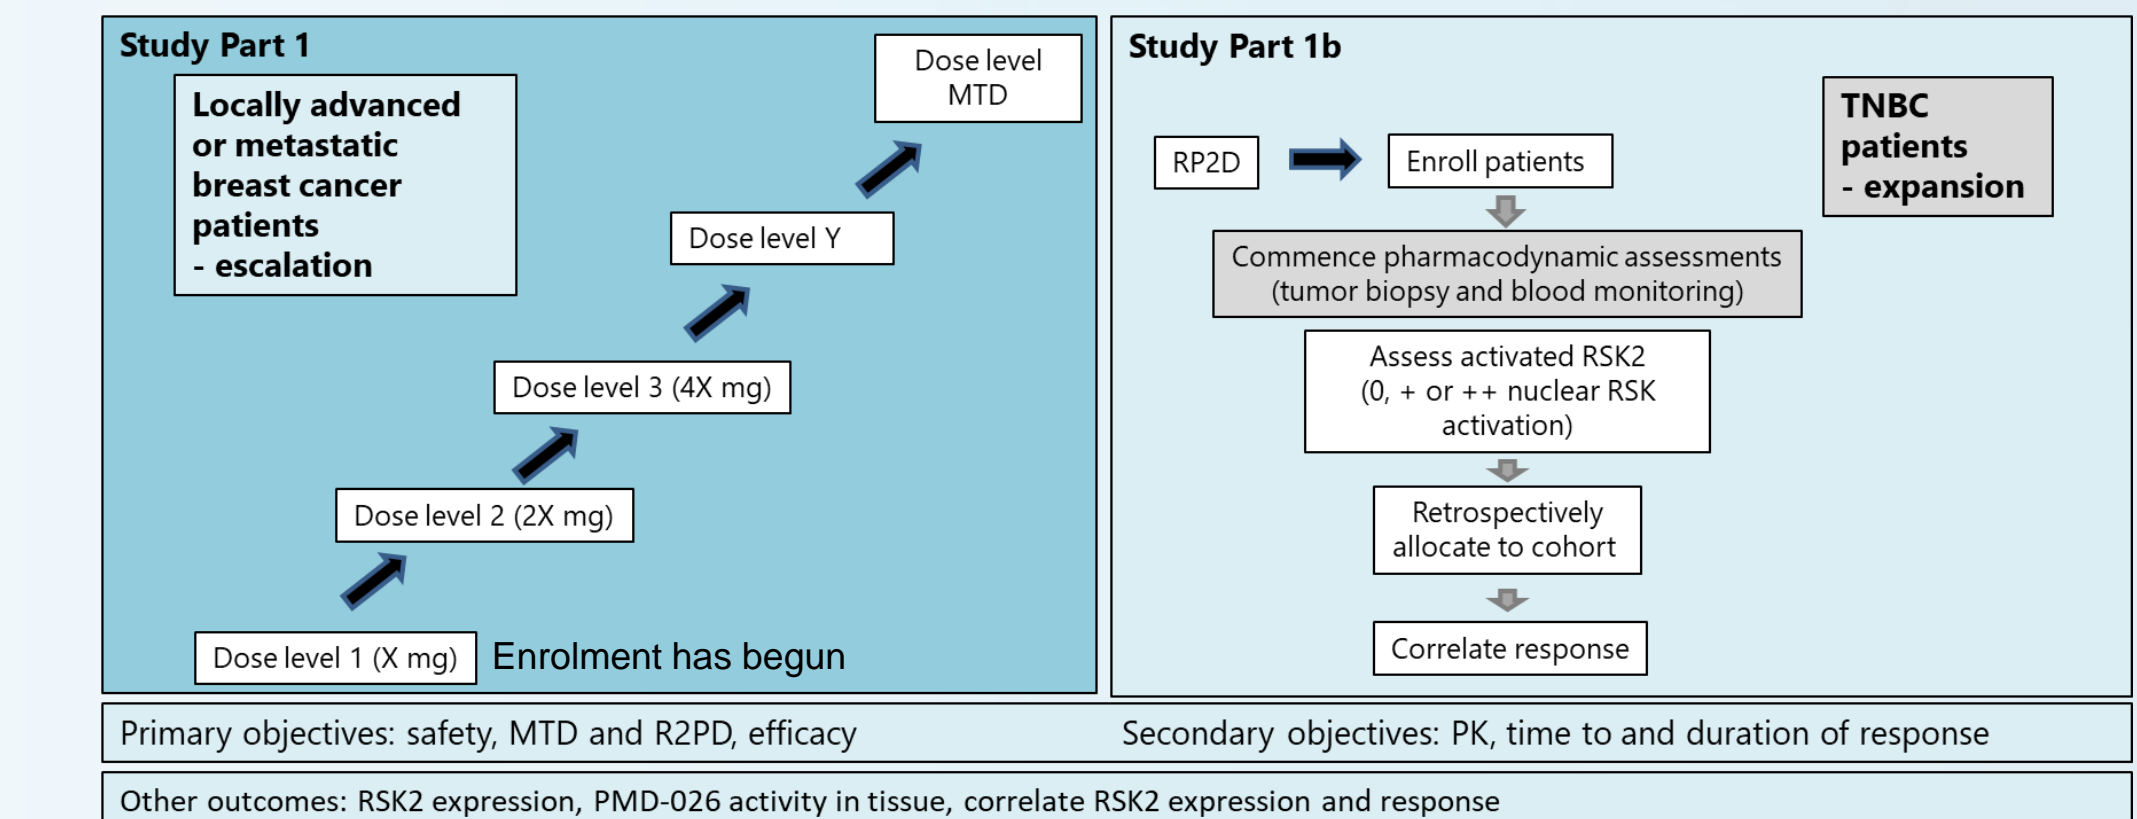 Study Part 1
Locally advanced
or metastatic
breast cancer
patients
- escalation
Dose level
MTD
Dose level Y
Dose level 3 (4X mg)
Dose level 2 (2X mg)
Dose level 1 (X mg)
Enrolment has begun
Study Part 1b
TNBC
patients
- expansion
RP2D
Enroll patients
Commence pharmacodynamic assessments
(tumor biopsy and blood monitoring)
Assess activated RSK2
(0, + or ++ nuclear RSK
activation)
Retrospectively
allocate to cohort
Correlate response
Primary objectives: safety, MTD and R2PD, efficacy
Secondary objectives: PK, time to and duration of response
Other outcomes: RSK2 expression, PMD-026 activity in tissue, correlate RSK2 expression and response